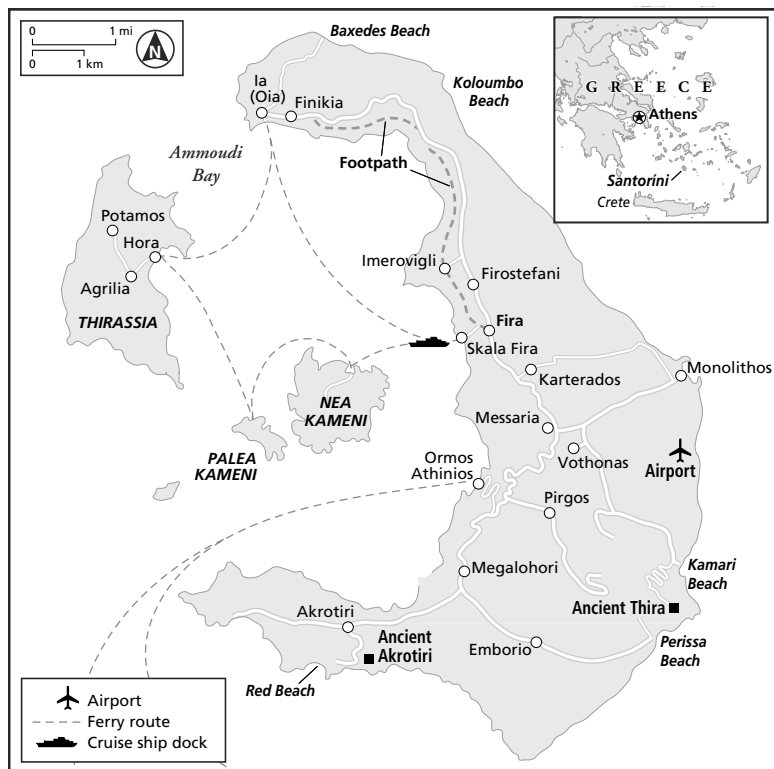 0 1 mi
0 1 km
N
Baxedes Beach
Koloumbo
Beach
Ia
(Oia)
Finikia
Footpath
Ammoudi
Bay
Potamos
Hora
Agrilia
THIRASSIA
Imerovigli
Firostefani
Fira
Skala Fira
Karterados
Monolithos
NEA
KAMENI
Messaria
PALEA
KAMENI
Ormos
Athinios
Vothonas
Airport
Pirgos
Megalohori
Kamari
Beach
Ancient Thira
Akrotiri
Ancient
Akrotiri
Emborio
Perissa
Beach
Red Beach
GREECE
Athens
Santorini
Crete
Airport
Ferry route
Cruise ship dock